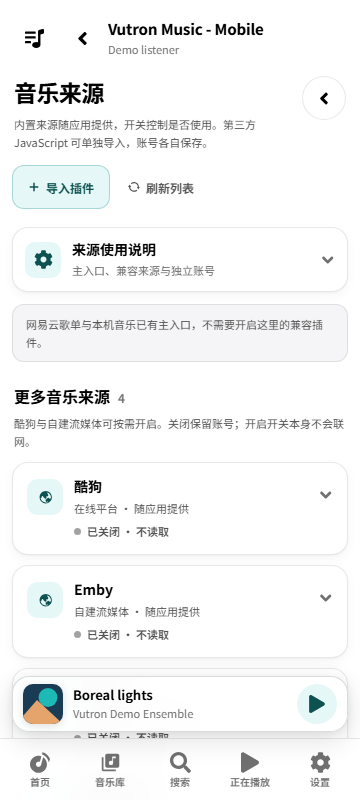 Vutron Music - Mobile
Demo listener
音乐来源
内置来源随应用提供，开关控制是否使用。第三方
JavaScript 可单独导入，账号各自保存。
导入插件
刷新列表
来源使用说明
主入口、兼容来源与独立账号
网易云歌单与本机音乐已有主入口，不需要开启这里的兼容插
件。
更多音乐来源 4
酷狗与自建流媒体可按需开启。关闭保留账号；开启开关本身不会联
网。
酷狗
在线平台 · 随应用提供
已关闭 · 不读取
Emby
自建流媒体 · 随应用提供
已关闭 · 不读取
Boreal lights
Vutron Demo Ensemble
已关闭 · 不读取
首页
音乐库
搜索
正在播放
设置